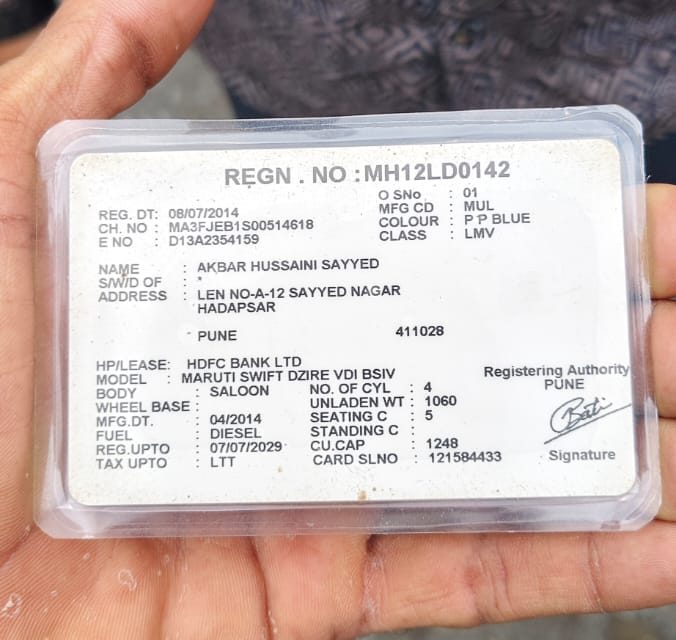 REGN . NO : MH12LD0142
REG. DT: 08/07/2014 O SNo : 01
CH. NO : MA3FJEB1S00514618 MFG CD : MUL
E NO : D13A2354159 COLOUR : P P BLUE
CLASS : LMV
NAME : AKBAR HUSSAINI SAYYED
S/W/D OF : *
ADDRESS : LEN NO-A-12 SAYYED NAGAR
HADAPSAR
PUNE 411028
HP/LEASE: HDFC BANK LTD
MODEL : MARUTI SWIFT DZIRE VDI BSIV
BODY : SALOON NO. OF CYL : 4
WHEEL BASE : UNLADEN WT : 1060
MFG.DT. : 04/2014 SEATING C : 5
FUEL : DIESEL STANDING C :
REG.UPTO : 07/07/2029 CU.CAP : 1248
TAX UPTO : LTT CARD SLNO : 121584433
Registering Authority
PUNE
Signature